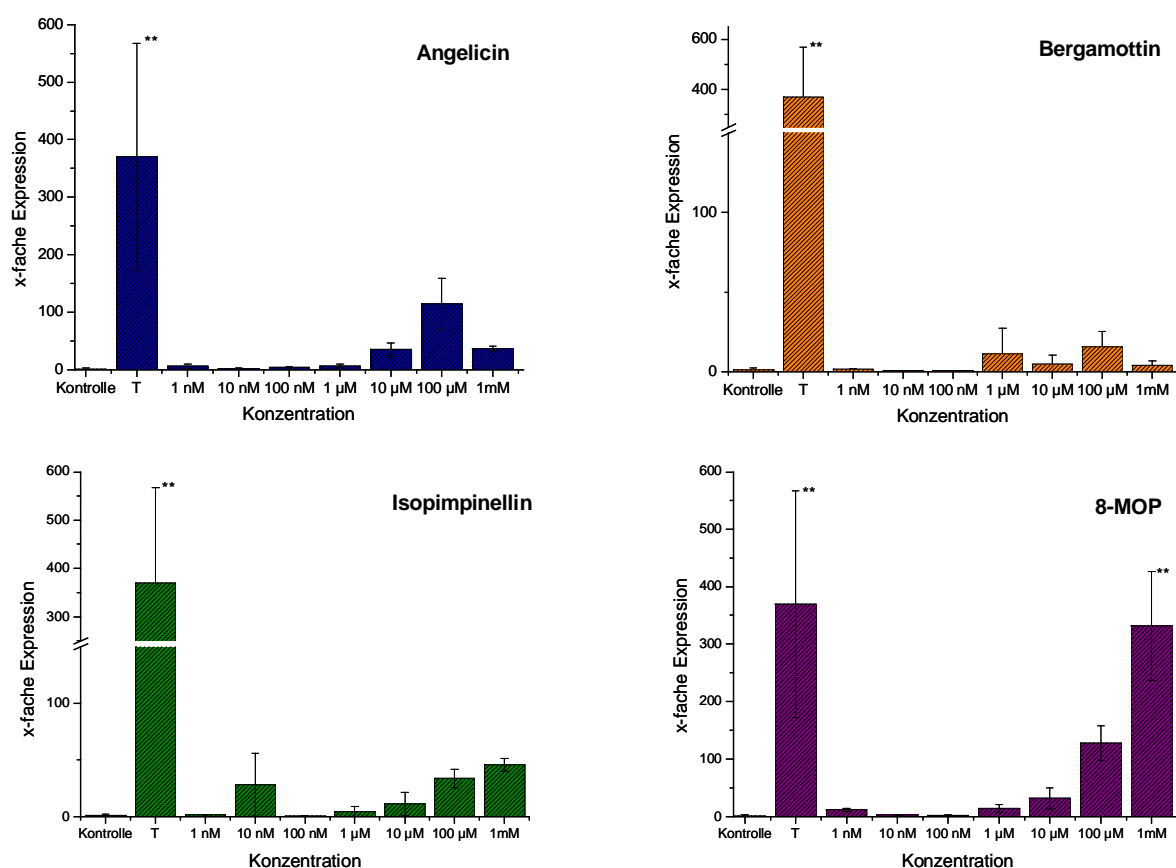 Angelicin
x-fache Expression
600
500
400
300
200
100
0
**
Kontrolle T 1 nM 10 nM 100 nM 1 µM 10 µM 100 µM 1mM
Konzentration
Bergamottin
x-fache Expression
600
400
100
0
**
Kontrolle T 1 nM 10 nM 100 nM 1 µM 10 µM 100 µM 1mM
Konzentration
Isopimpinellin
x-fache Expression
600
500
400
300
100
0
**
Kontrolle T 1 nM 10 nM 100 nM 1 µM 10 µM 100 µM 1mM
Konzentration
8-MOP
x-fache Expression
600
500
400
300
200
100
0
**
**
Kontrolle T 1 nM 10 nM 100 nM 1 µM 10 µM 100 µM 1mM
Konzentration